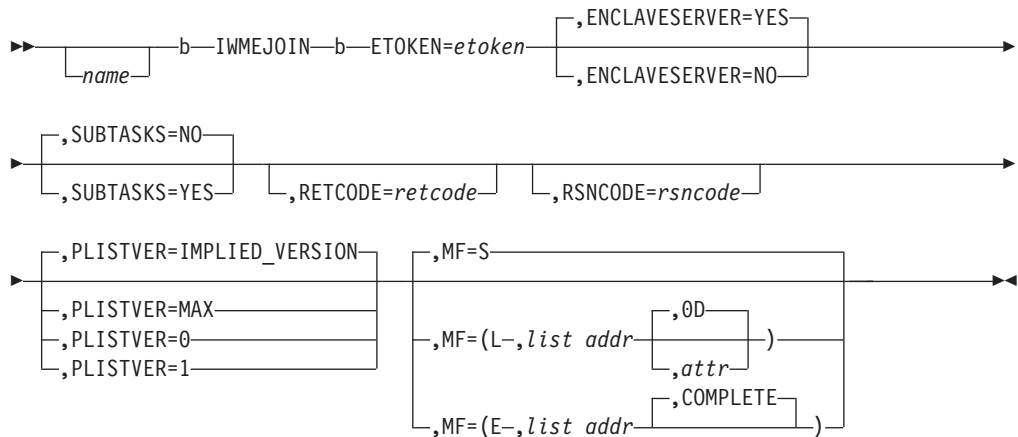 ,ENCLAVESERVER=YES
name b IWMEJOIN b ETOKEN=etoken
,ENCLAVESERVER=NO
,SUBTASKS=NO
,SUBTASKS=YES ,RETCODE=retcode ,RSNCODE=rsncode
,PLISTVER=IMPLIED_VERSION ,MF=S
,PLISTVER=MAX ,0D
,PLISTVER=0 ,MF=(L ,list addr )
,PLISTVER=1 ,attr
,COMPLETE
,MF=(E ,list addr )